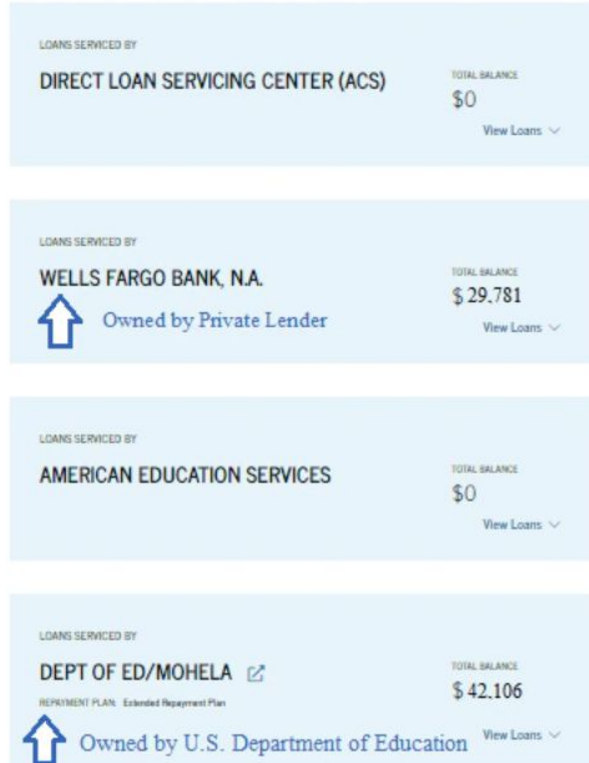 LOANS SERVICED BY
DIRECT LOAN SERVICING CENTER (ACS)
TOTAL BALANCE
$0
View Loans
LOANS SERVICED BY
WELLS FARGO BANK, N.A.
TOTAL BALANCE
$ 29.781
Owned by Private Lender
View Loans
LOANS SERVICED BY
AMERICAN EDUCATION SERVICES
TOTAL BALANCE
$0
View Loans
LOANS SERVICED BY
DEPT OF ED/MOHELA
TOTAL BALANCE
$ 42,106
REPAYMENT PLAN: Extended Repayment Plan
Owned by U.S. Department of Education
View Loans